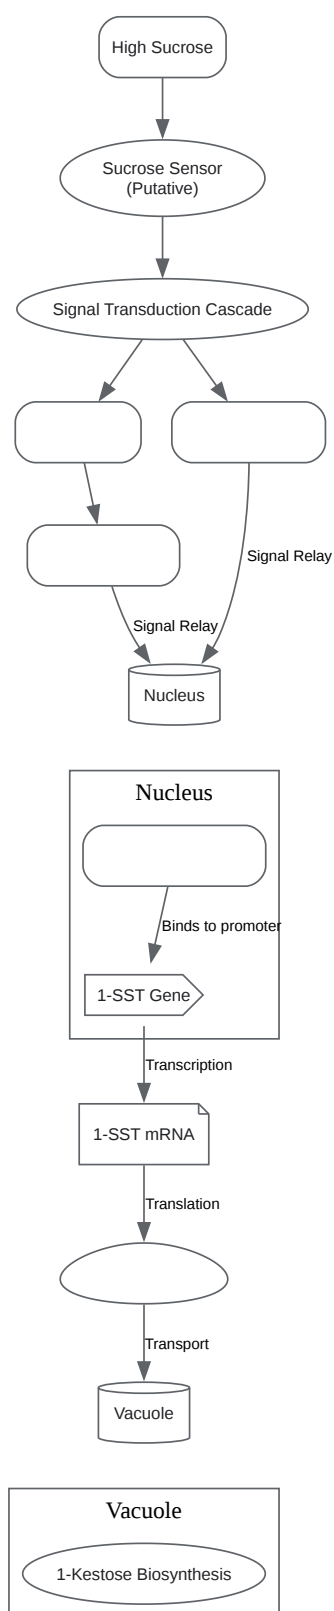 High Sucrose
Sucrose Sensor
(Putative)
Signal Transduction Cascade
Signal Relay
Signal Relay
Nucleus
Nucleus
Binds to promoter
1-SST Gene
Transcription
1-SST mRNA
Translation
Transport
Vacuole
Vacuole
1-Kestose Biosynthesis